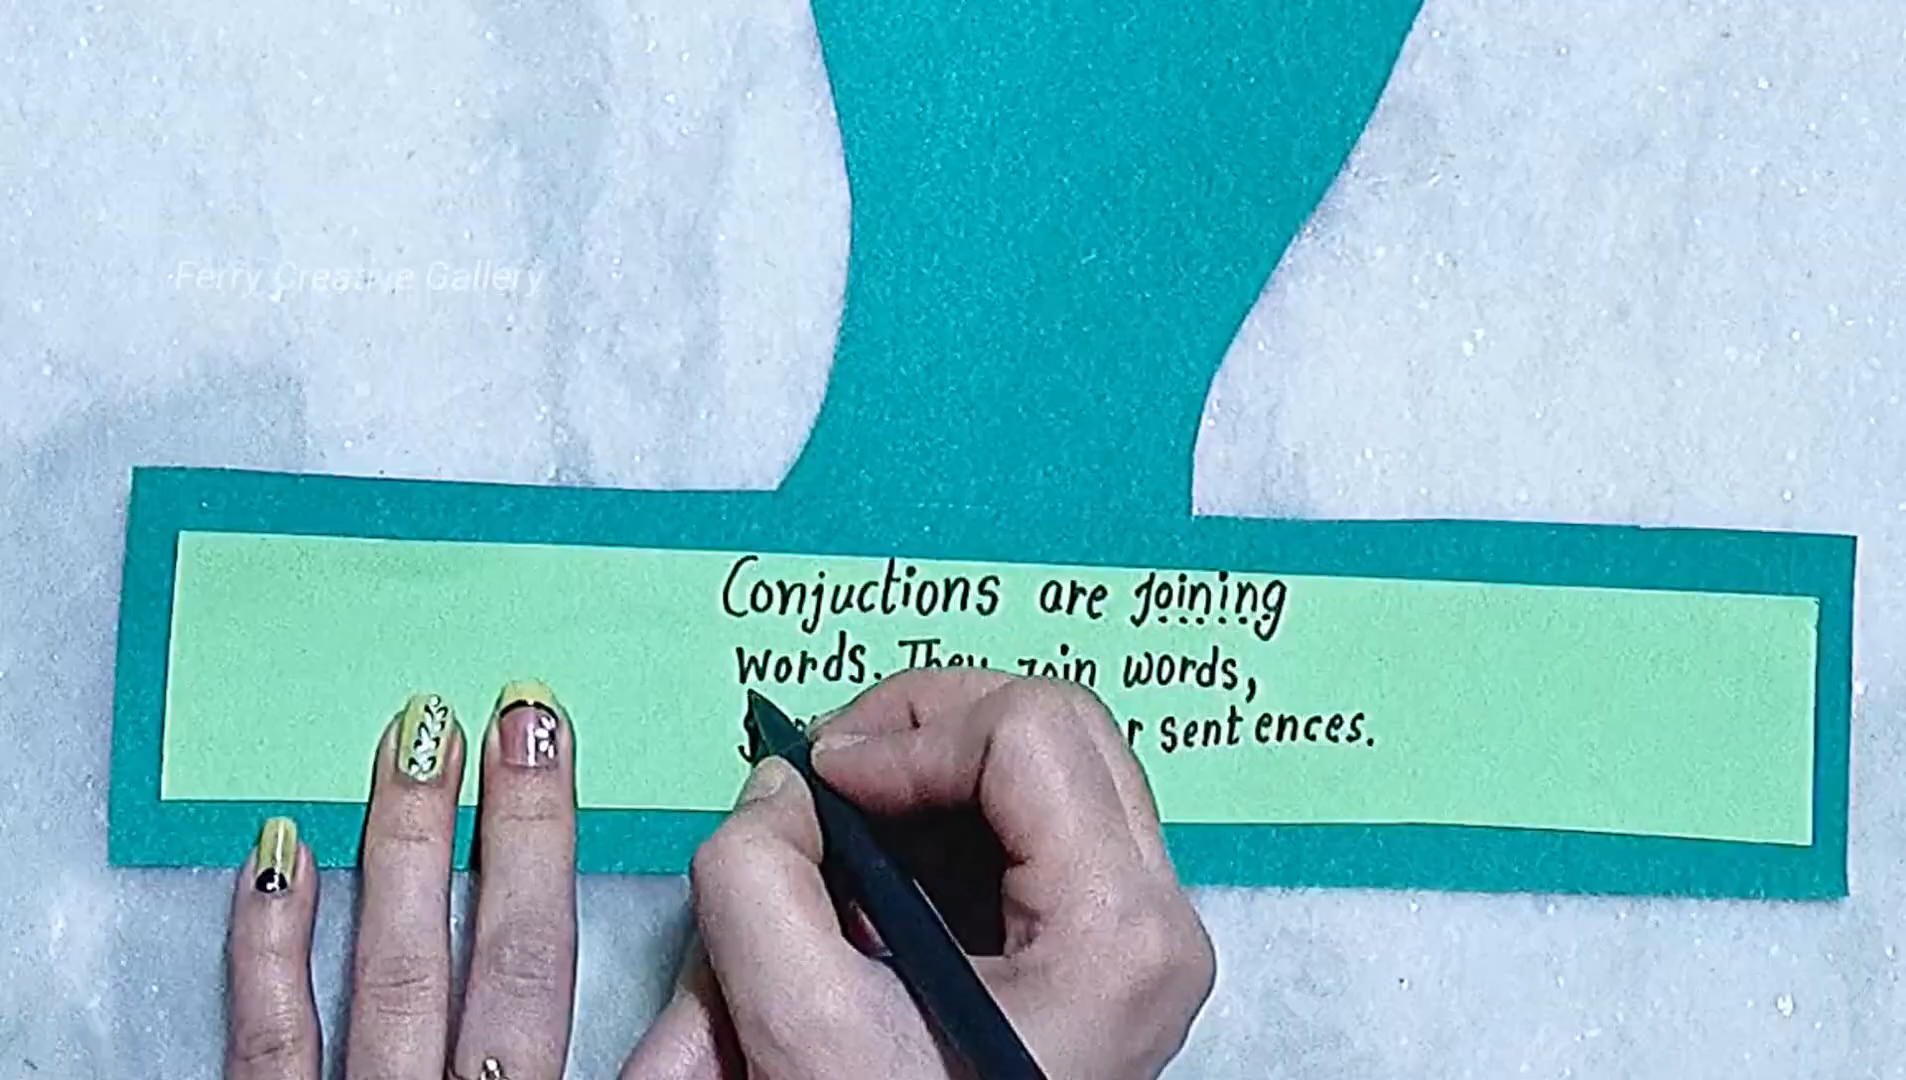 Ferry Creative Gallery
Conjuctions are joining
words. They join words,
sentences.